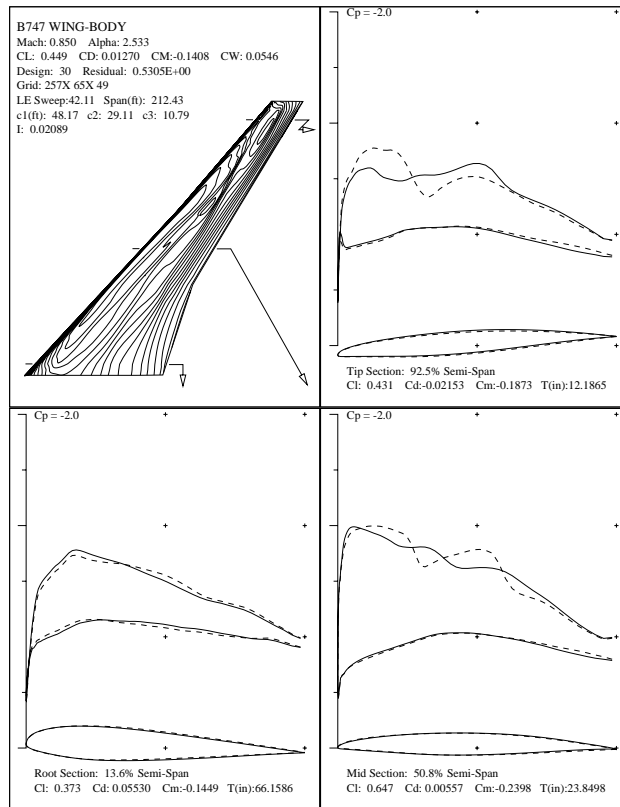 B747 WING-BODY
Mach: 0.850 Alpha: 2.533
CL: 0.449 CD: 0.01270 CM:-0.1408 CW: 0.0546
Design: 30 Residual: 0.5305E+00
Grid: 257X 65X 49
LE Sweep:42.11 Span(ft): 212.43
c1(ft): 48.17 c2: 29.11 c3: 10.79
I: 0.02089
Cp = -2.0
Tip Section: 92.5% Semi-Span
Cl: 0.431 Cd:-0.02153 Cm:-0.1873 T(in):12.1865
Cp = -2.0
Root Section: 13.6% Semi-Span
Cl: 0.373 Cd: 0.05530 Cm:-0.1449 T(in):66.1586
Cp = -2.0
Mid Section: 50.8% Semi-Span
Cl: 0.647 Cd: 0.00557 Cm:-0.2398 T(in):23.8498